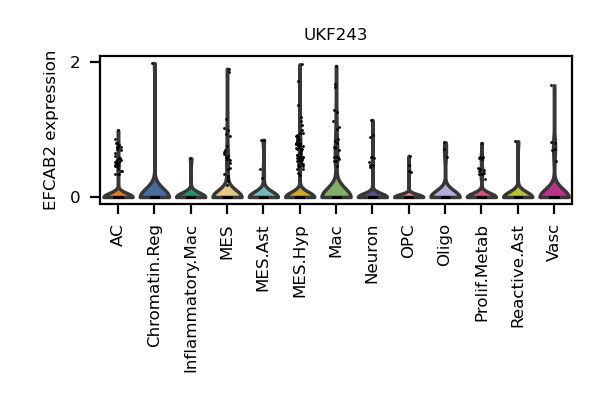 UKF243
EFCAB2 expression
2
0
AC
Chromatin.Reg
Inflammatory.Mac
MES
MES.Ast
MES.Hyp
Mac
Neuron
OPC
Oligo
Prolif.Metab
Reactive.Ast
Vasc